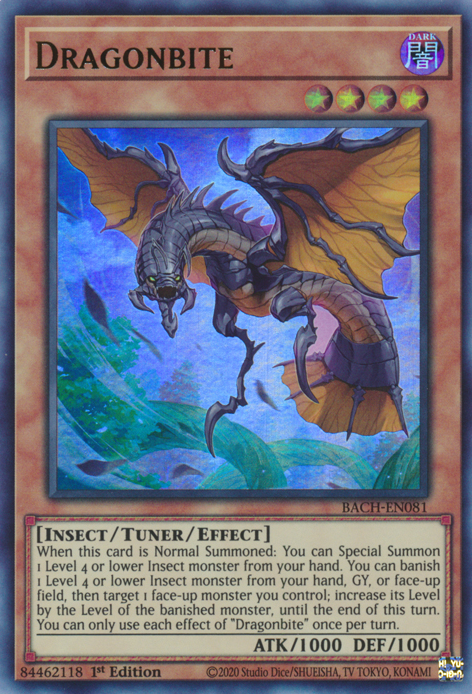 Dragonbite
DARK
闇
BACH-EN081
[Insect/Tuner/Effect]
When this card is Normal Summoned: You can Special Summon
1 Level 4 or lower Insect monster from your hand. You can banish
1 Level 4 or lower Insect monster from your hand, GY, or face-up
field, then target 1 face-up monster you control; increase its Level
by the Level of the banished monster, until the end of this turn.
You can only use each effect of "Dragonbite" once per turn.
ATK/1000 DEF/1000
84462118 1st Edition ©2020 Studio Dice/SHUEISHA, TV TOKYO, KONAMI